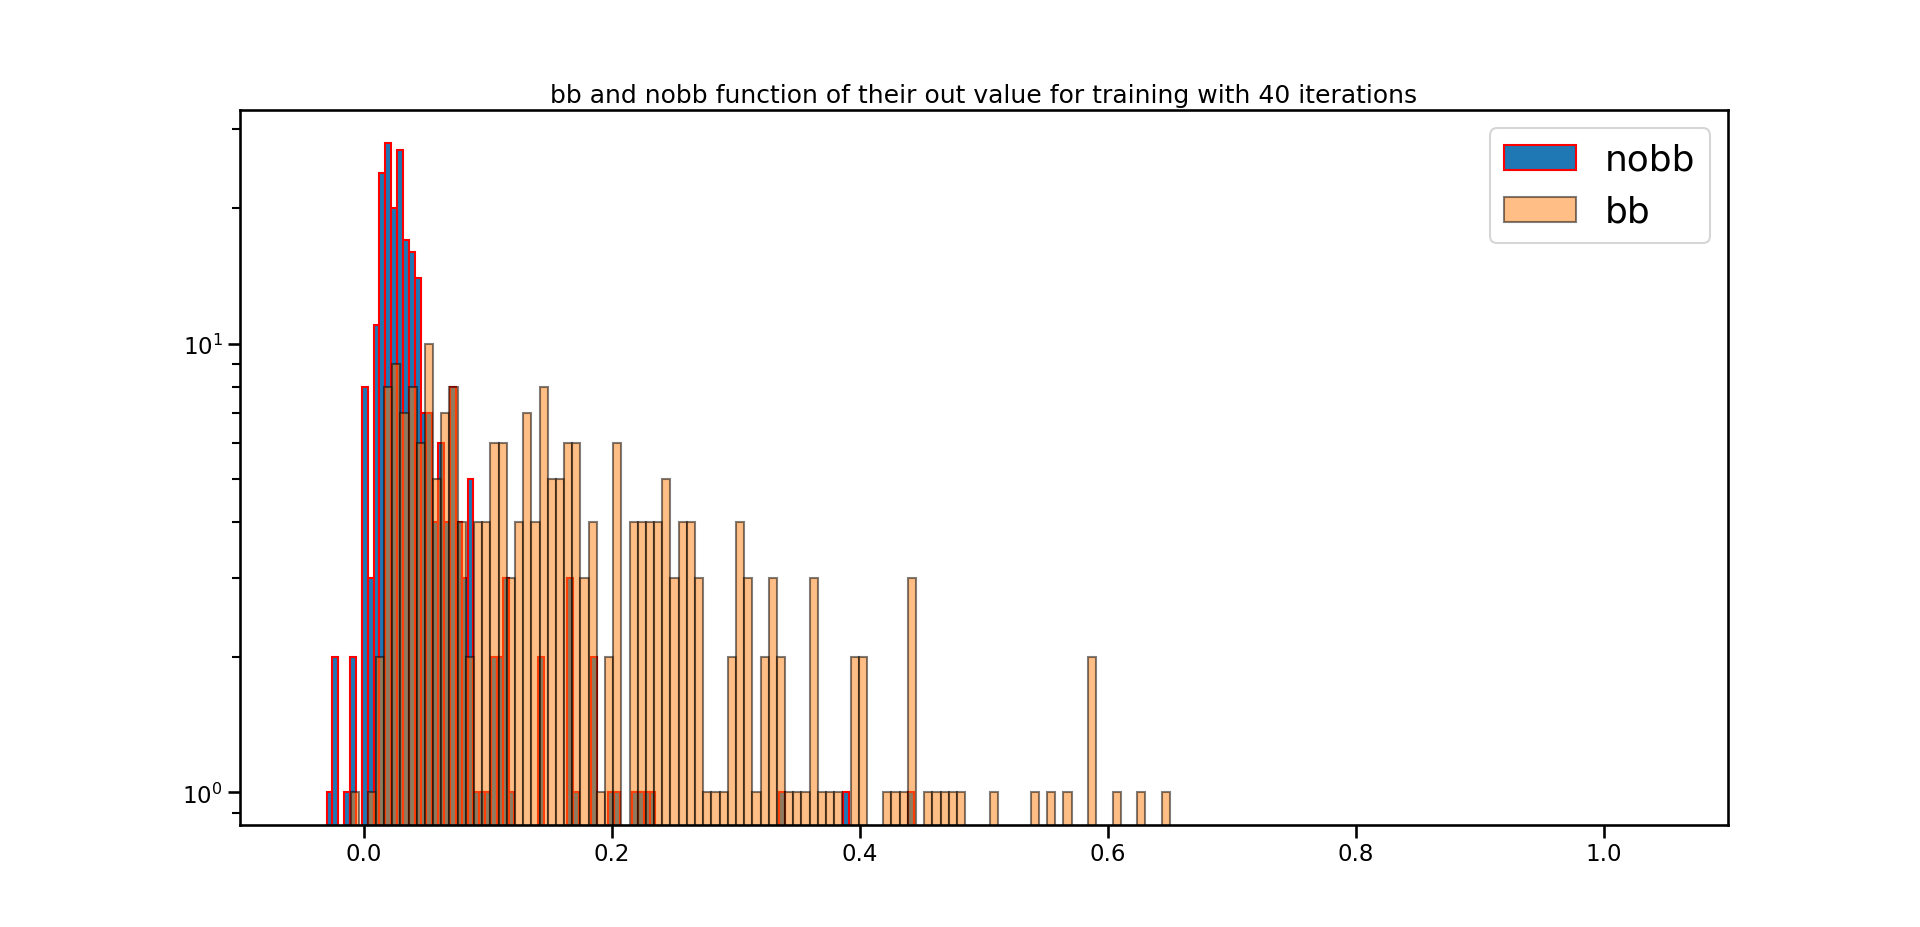 bb and nobb function of their out value for training with 40 iterations
nobb
bb
10¹
10⁰
0.0 0.2 0.4 0.6 0.8 1.0